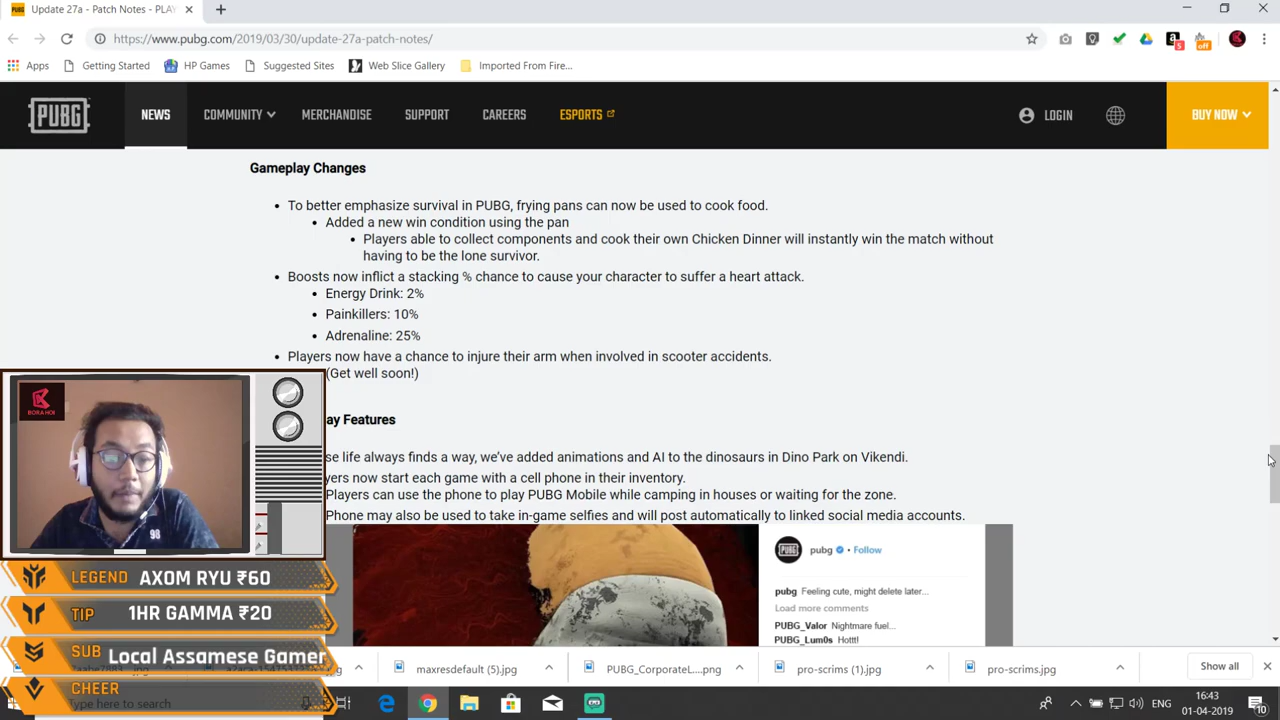 Update 27a - Patch Notes - PLAY
https://www.pubg.com/2019/03/30/update-27a-patch-notes/
Apps Getting Started HP Games Suggested Sites Web Slice Gallery Imported From Fire...
PUBG NEWS COMMUNITY MERCHANDISE SUPPORT CAREERS ESPORTS LOGIN BUY NOW
Gameplay Changes
To better emphasize survival in PUBG, frying pans can now be used to cook food.
Added a new win condition using the pan
Players able to collect components and cook their own Chicken Dinner will instantly win the match without
having to be the lone survivor.
Boosts now inflict a stacking % chance to cause your character to suffer a heart attack.
Energy Drink: 2%
Painkillers: 10%
Adrenaline: 25%
Players now have a chance to injure their arm when involved in scooter accidents.
(Get well soon!)
ay Features
se life always finds a way, we've added animations and AI to the dinosaurs in Dino Park on Vikendi.
yers now start each game with a cell phone in their inventory.
Players can use the phone to play PUBG Mobile while camping in houses or waiting for the zone.
Phone may also be used to take in-game selfies and will post automatically to linked social media accounts.
PUBG pubg • Follow
pubg Feeling cute, might delete later...
Load more comments
PUBG_Valor Nightmare fuel...
PUBG_Lum0s Hottt!
BORA HOI
98
LEGEND AXOM RYU ₹60
TIP 1HR GAMMA ₹20
SUB Local Assamese Gamer
CHEER
maxresdefault (5).jpg PUBG_CorporateL....png pro-scrims (1).jpg pro-scrims.jpg Show all
Type here to search
ENG 16:43
01-04-2019 10